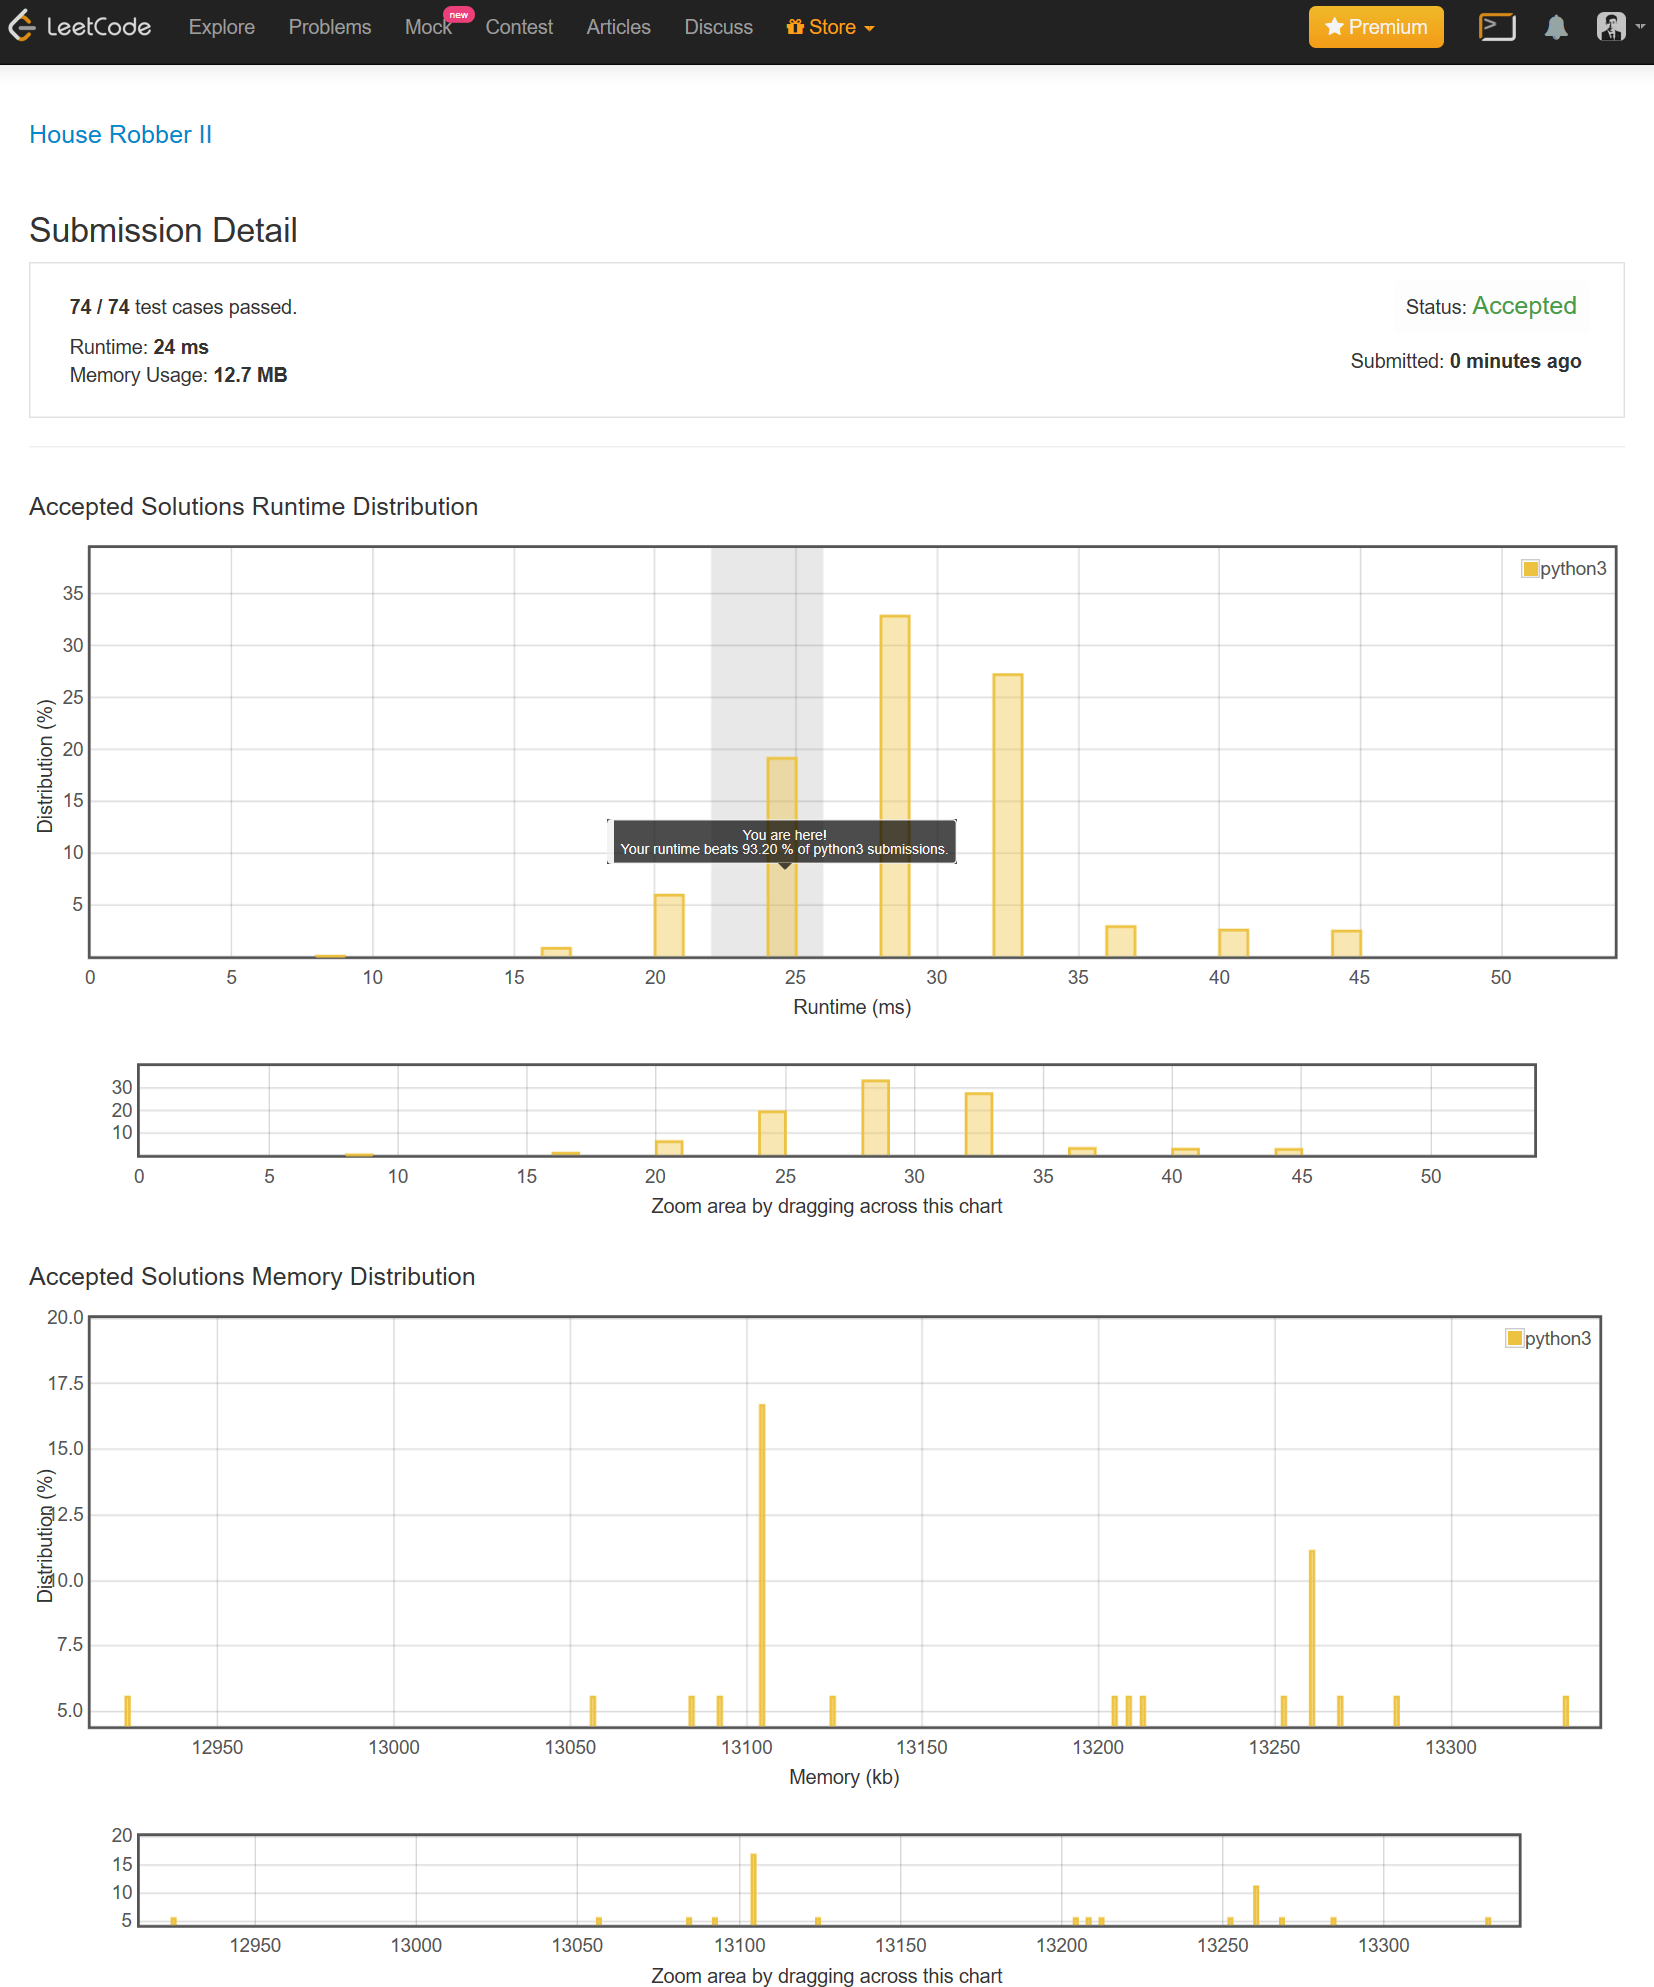 LeetCode Explore Problems Mock new Contest Articles Discuss Store Premium
House Robber II
Submission Detail
74 / 74 test cases passed.
Status: Accepted
Runtime: 24 ms
Submitted: 0 minutes ago
Memory Usage: 12.7 MB
Accepted Solutions Runtime Distribution
python3
Distribution (%)
35
30
25
20
15
10
5
You are here!
Your runtime beats 93.20 % of python3 submissions.
0 5 10 15 20 25 30 35 40 45 50
Runtime (ms)
30
20
10
0 5 10 15 20 25 30 35 40 45 50
Zoom area by dragging across this chart
Accepted Solutions Memory Distribution
python3
Distribution (%)
20.0
17.5
15.0
12.5
10.0
7.5
5.0
12950 13000 13050 13100 13150 13200 13250 13300
Memory (kb)
20
15
10
5
12950 13000 13050 13100 13150 13200 13250 13300
Zoom area by dragging across this chart